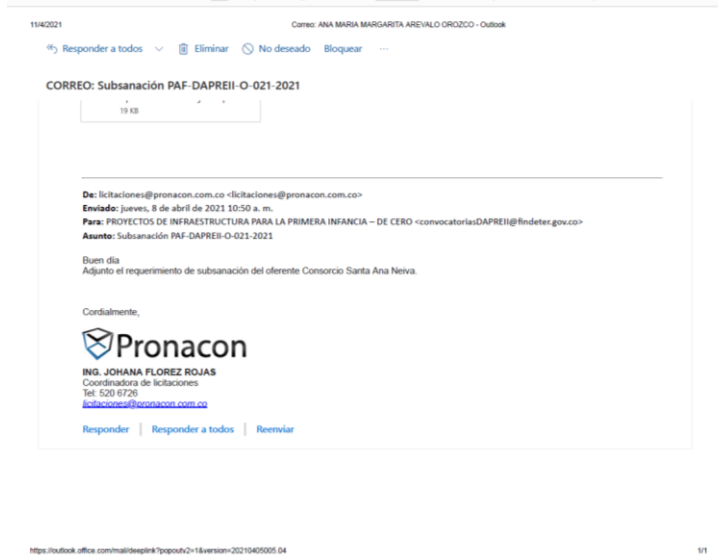 11/4/2021
Correo: ANA MARIA MARGARITA AREVALO OROZCO - Outlook
Responder a todos
Eliminar
No deseado
Bloquear
...
CORREO: Subsanación PAF-DAPREII-O-021-2021
19 KB
De: licitaciones@pronacon.com.co <licitaciones@pronacon.com.co>
Enviado: jueves, 8 de abril de 2021 10:50 a. m.
Para: PROYECTOS DE INFRAESTRUCTURA PARA LA PRIMERA INFANCIA – DE CERO <convocatoriasDAPREII@findeter.gov.co>
Asunto: Subsanación PAF-DAPREII-O-021-2021
Buen día
Adjunto el requerimiento de subsanación del oferente Consorcio Santa Ana Neiva.
Cordialmente,
Pronacon
ING. JOHANA FLOREZ ROJAS
Coordinadora de licitaciones
Tel: 520 6726
licitaciones@pronacon.com.co
Responder
Responder a todos
Reenviar
https://outlook.office.com/mail/deeplink?popoutv2=1&version=20210405005.04
1/1